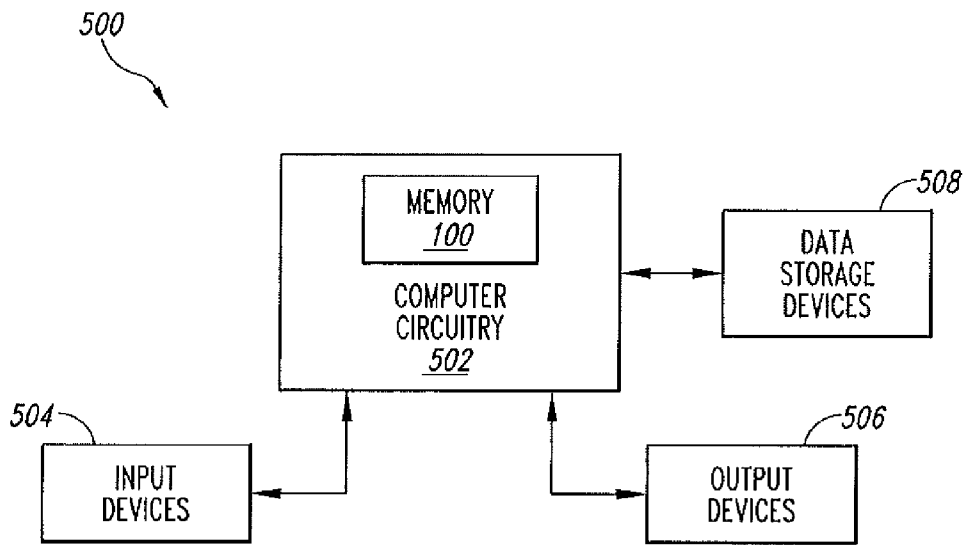 500
MEMORY
100
COMPUTER
CIRCUITRY
502
508
DATA
STORAGE
DEVICES
504
INPUT
DEVICES
506
OUTPUT
DEVICES